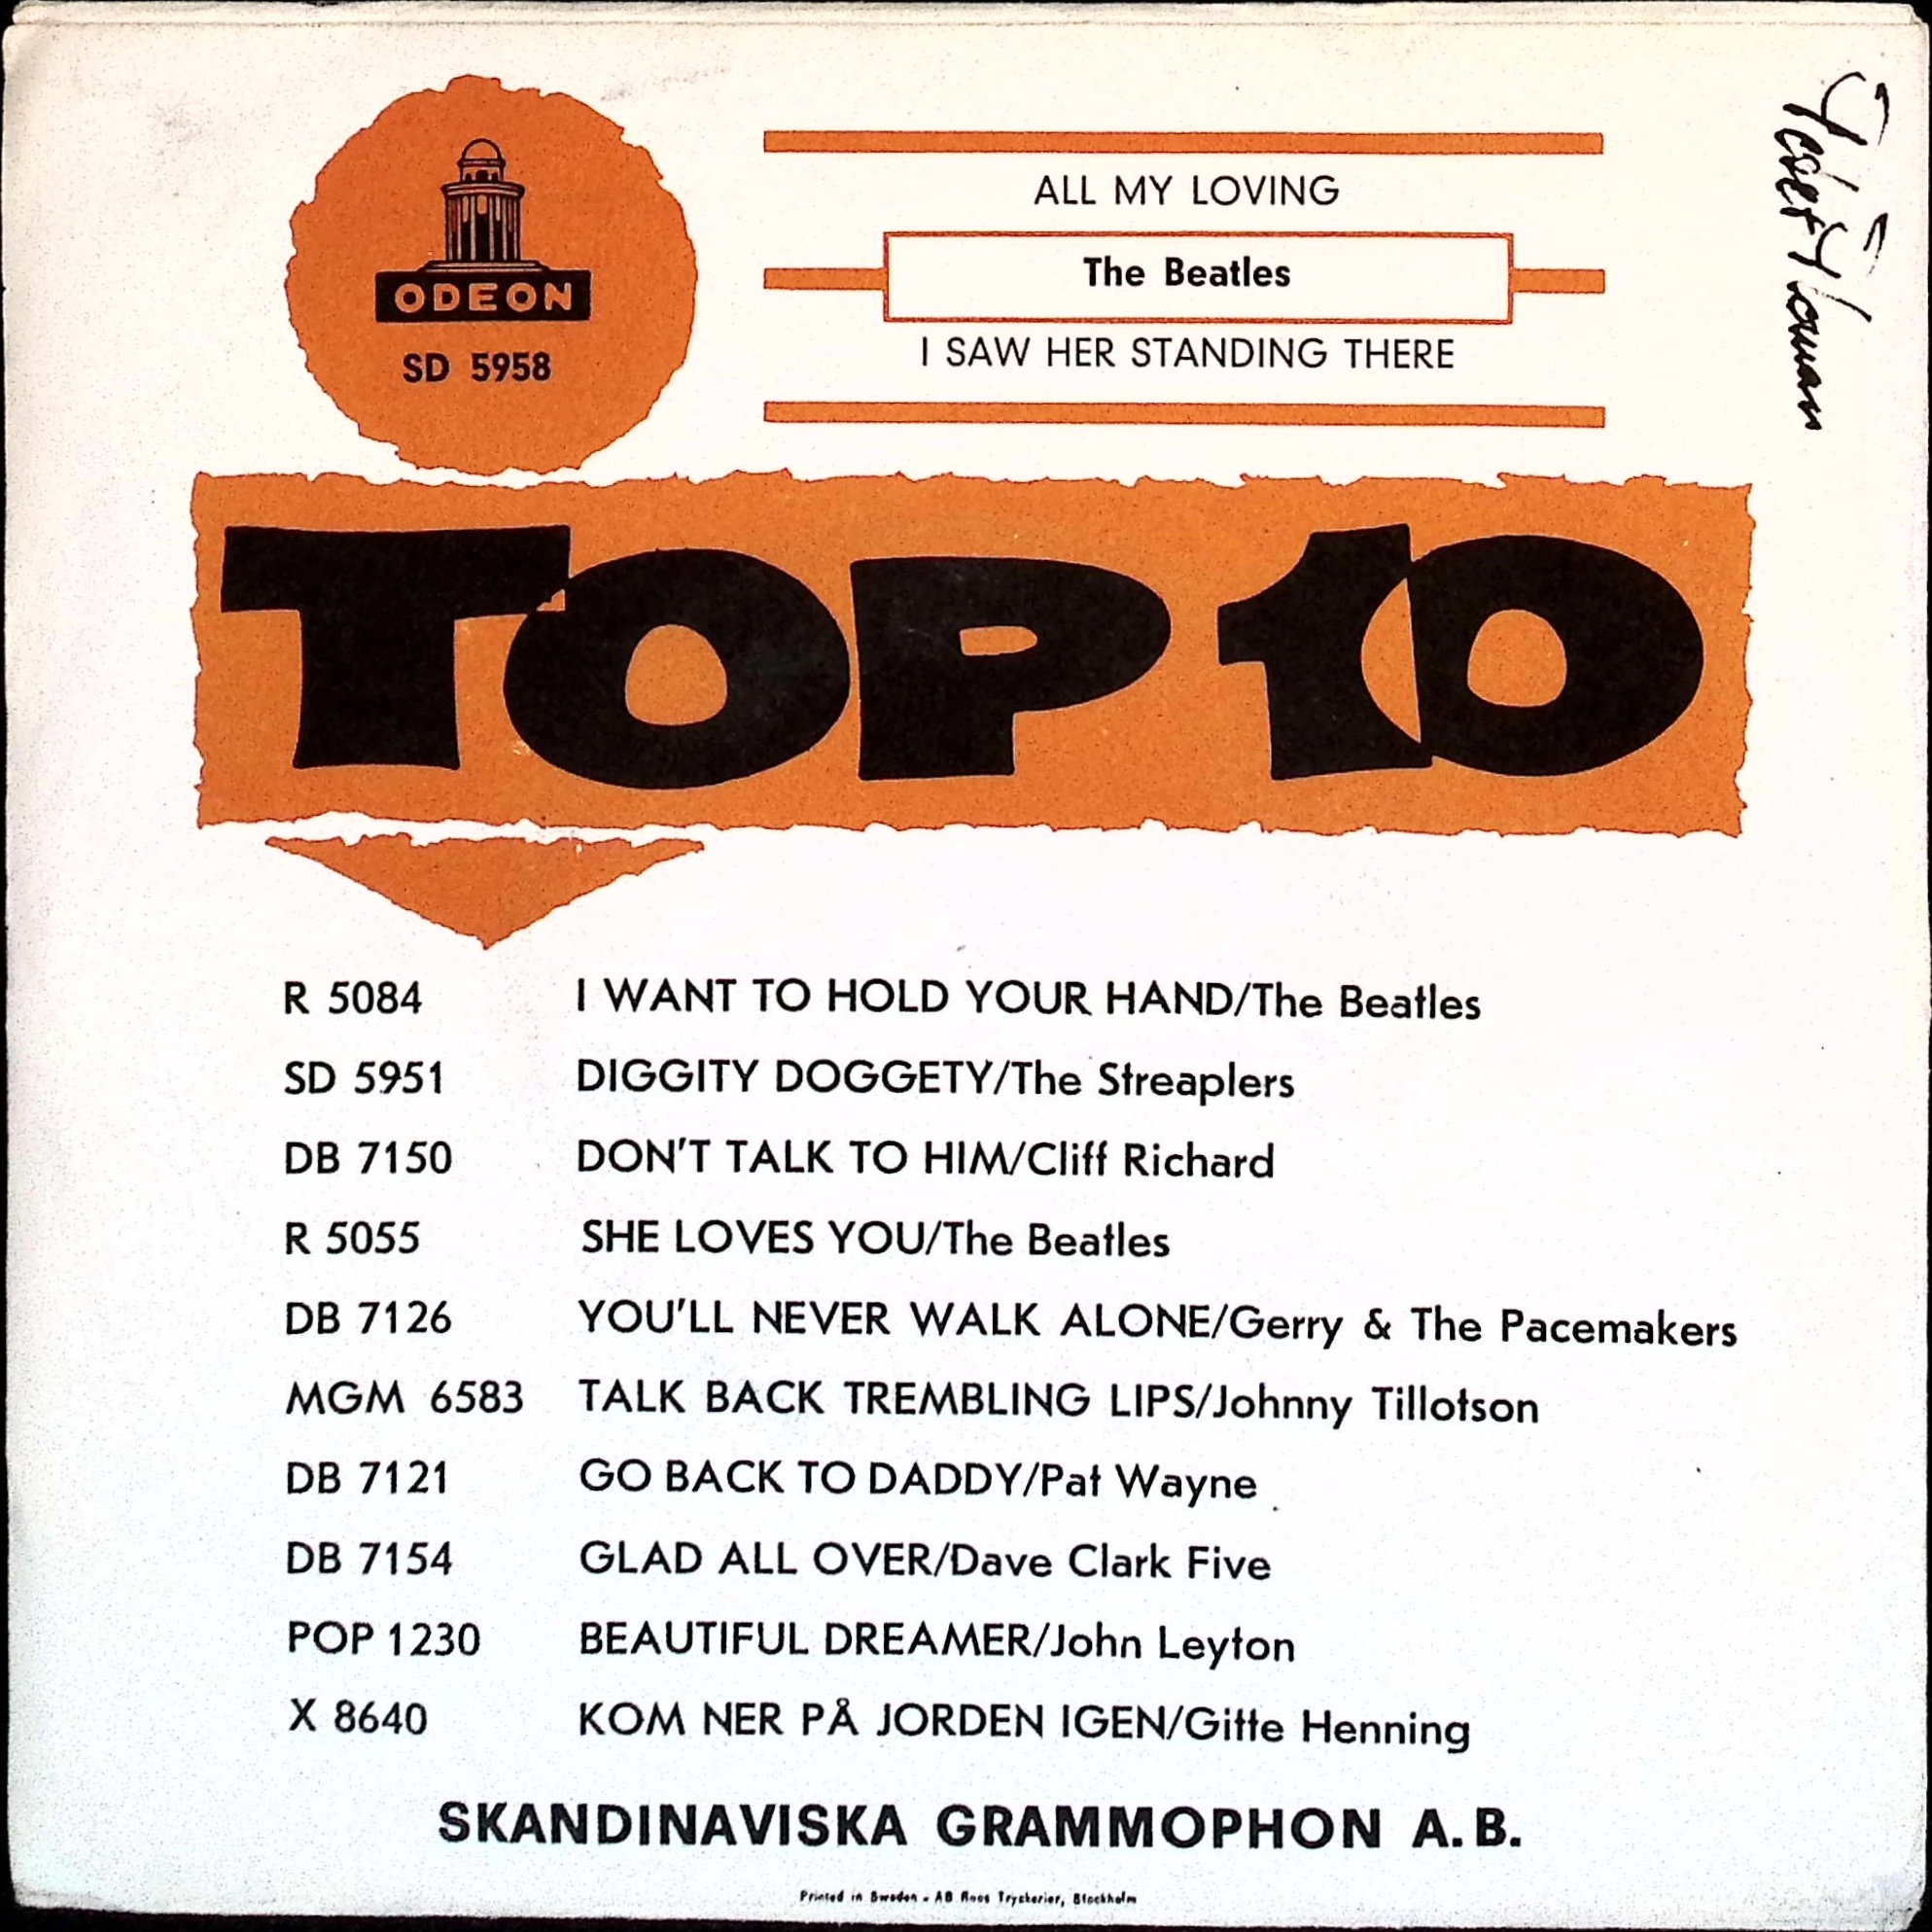 ODEON
SD 5958
ALL MY LOVING
The Beatles
I SAW HER STANDING THERE
TOP 10
R 5084 I WANT TO HOLD YOUR HAND/The Beatles
SD 5951 DIGGITY DOGGETY/The Streaplers
DB 7150 DON'T TALK TO HIM/Cliff Richard
R 5055 SHE LOVES YOU/The Beatles
DB 7126 YOU'LL NEVER WALK ALONE/Gerry & The Pacemakers
MGM 6583 TALK BACK TREMBLING LIPS/Johnny Tillotson
DB 7121 GO BACK TO DADDY/Pat Wayne
DB 7154 GLAD ALL OVER/Dave Clark Five
POP 1230 BEAUTIFUL DREAMER/John Leyton
X 8640 KOM NER PÅ JORDEN IGEN/Gitte Henning
SKANDINAVISKA GRAMMOPHON A.B.
Printed in Sweden - AB Roos Tryckerier, Stockholm